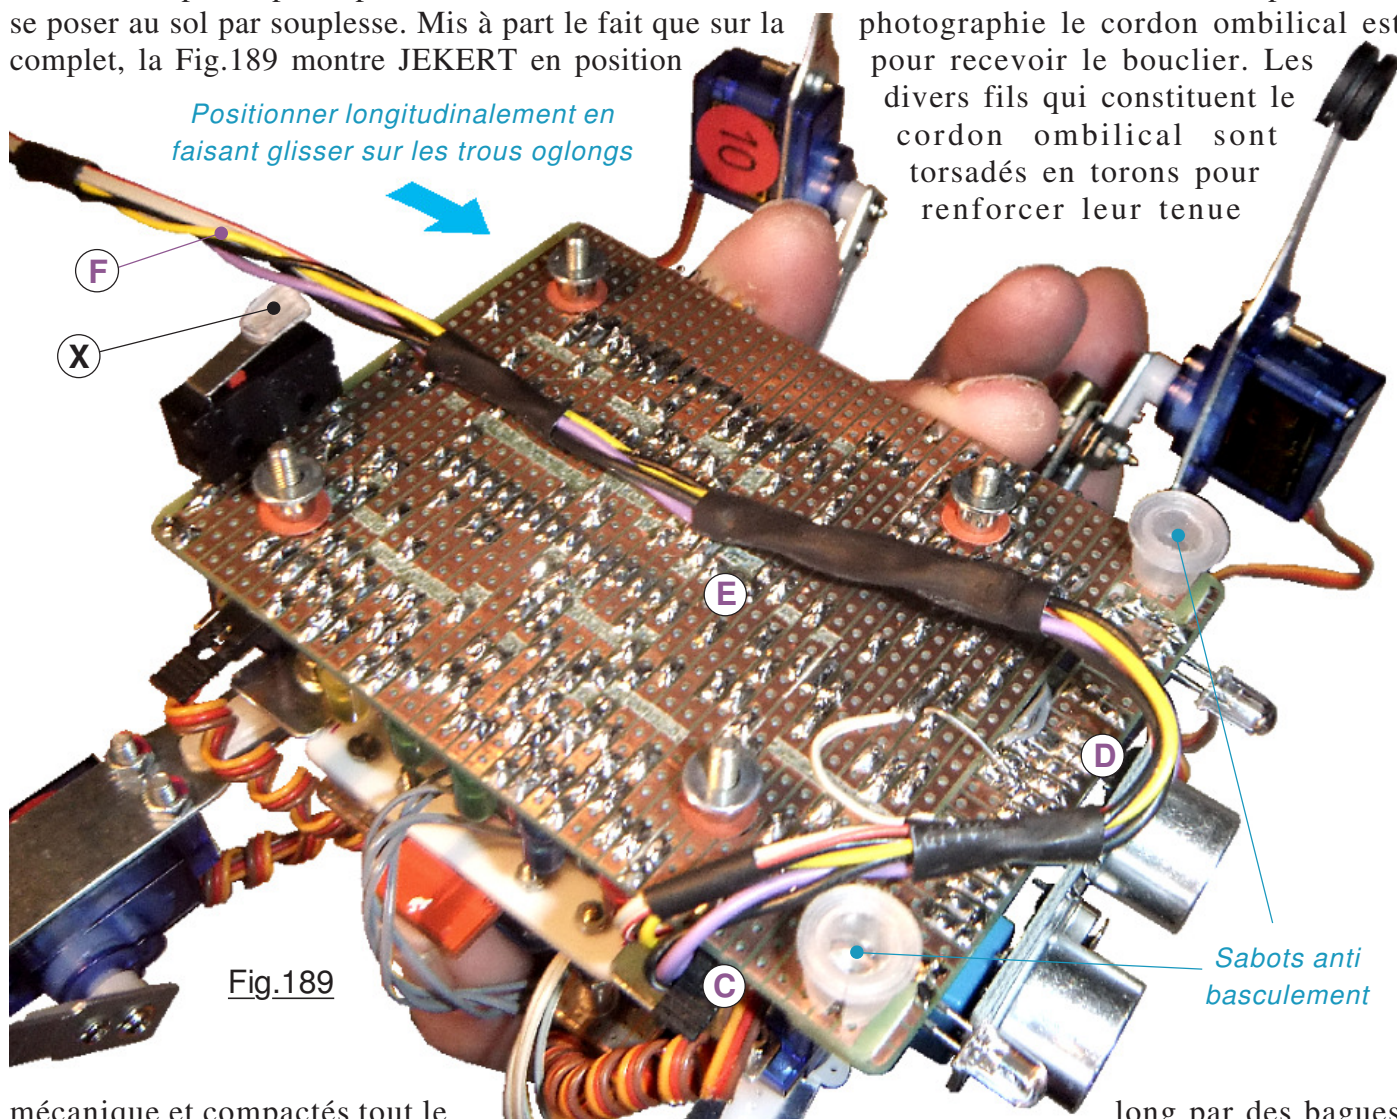 se poser au sol par souplesse. Mis à part le fait que sur la photographie le cordon ombilical est
complet, la Fig.189 montre JEKERT en position pour recevoir le bouclier. Les
divers fils qui constituent le
cordon ombilical sont
torsadés en torons pour
renforcer leur tenue
Positionner longitudinalement en
faisant glisser sur les trous oglongs
10
F
X
E
D
C
Sabots anti
basculement
Fig.189
mécanique et compactés tout le long par des bagues